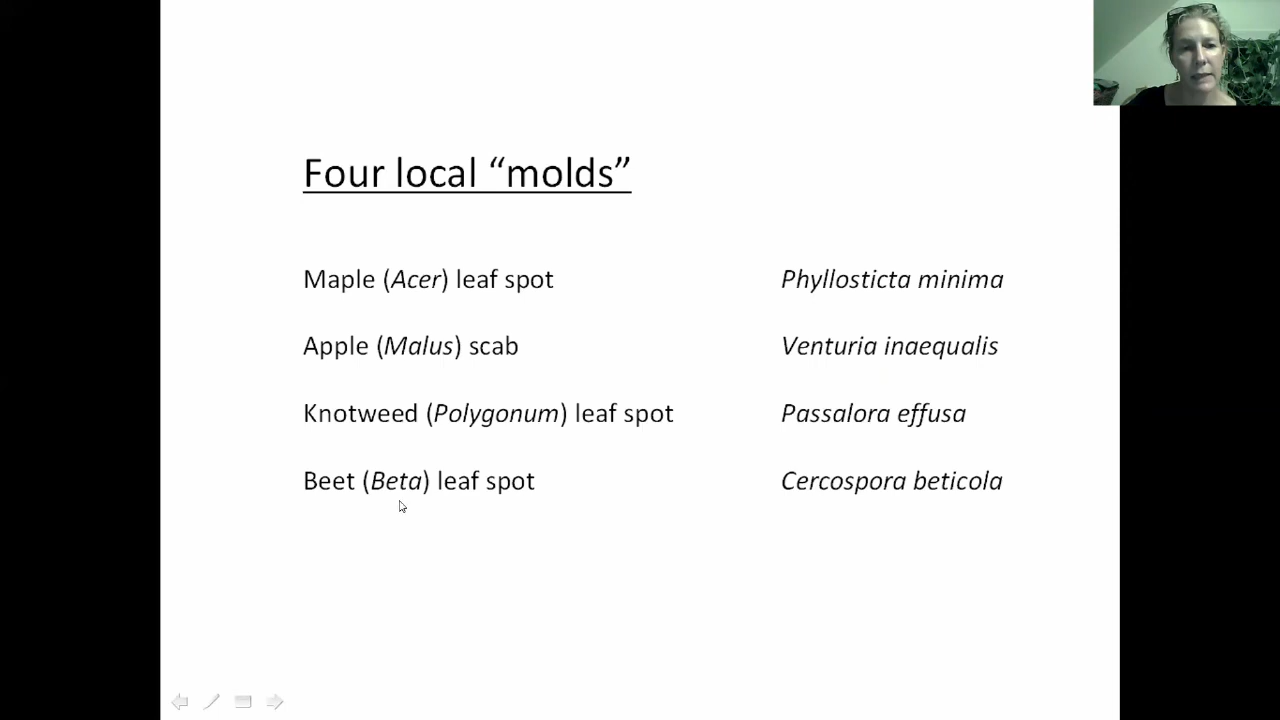 Four local “molds”
Maple (Acer) leaf spot Phyllosticta minima
Apple (Malus) scab Venturia inaequalis
Knotweed (Polygonum) leaf spot Passalora effusa
Beet (Beta) leaf spot Cercospora beticola